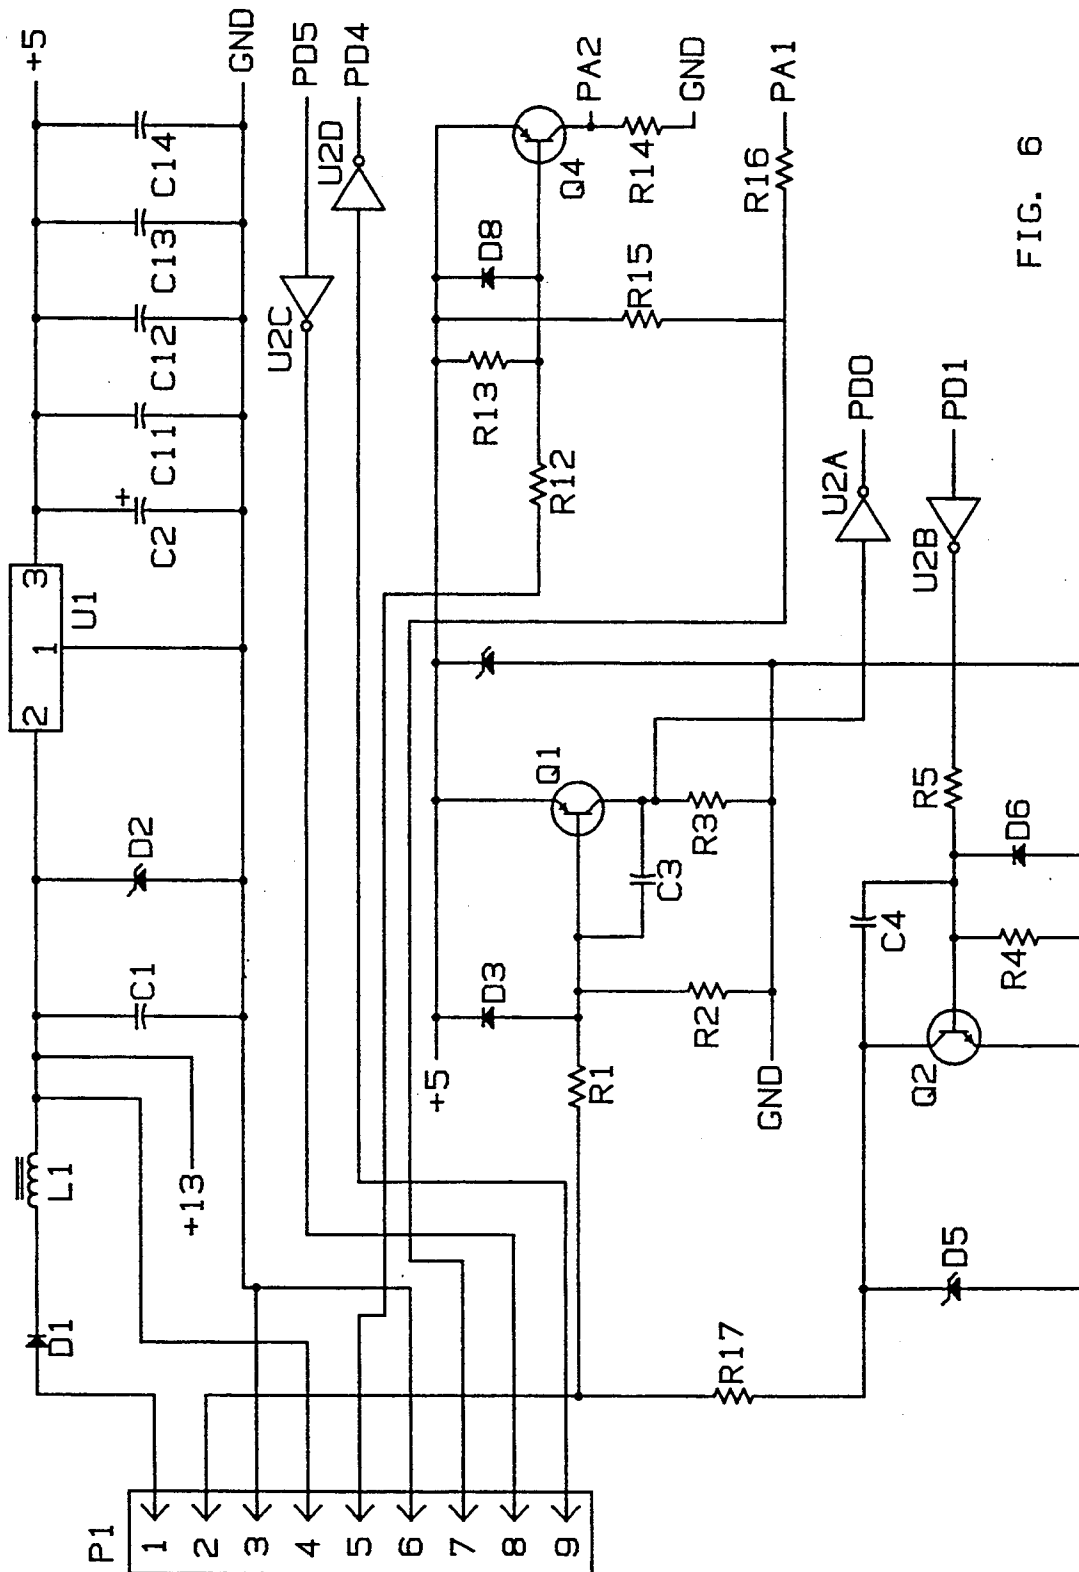 +5
GND
PD5
PD4
C14
C13
C12
C11
C2
+
U1
3
1
2
D2
C1
L1
+13
D1
U2C
U2D
PA2
GND
PA1
Q4
R14
R16
D8
R15
R13
R12
Q1
C3
R3
D3
R2
+5
R1
GND
U2A
PD0
PD1
U2B
R5
D6
C4
R4
Q2
D5
R17
P1
1
2
3
4
5
6
7
8
9
FIG. 6